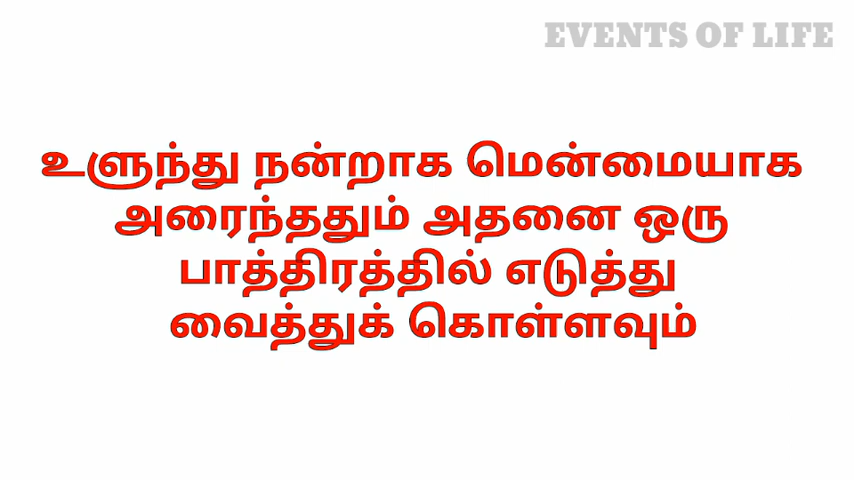 EVENTS OF LIFE
உளுந்து நன்றாக மென்மையாக
அரைந்ததும் அதனை ஒரு
பாத்திரத்தில் எடுத்து
வைத்துக் கொள்ளவும்